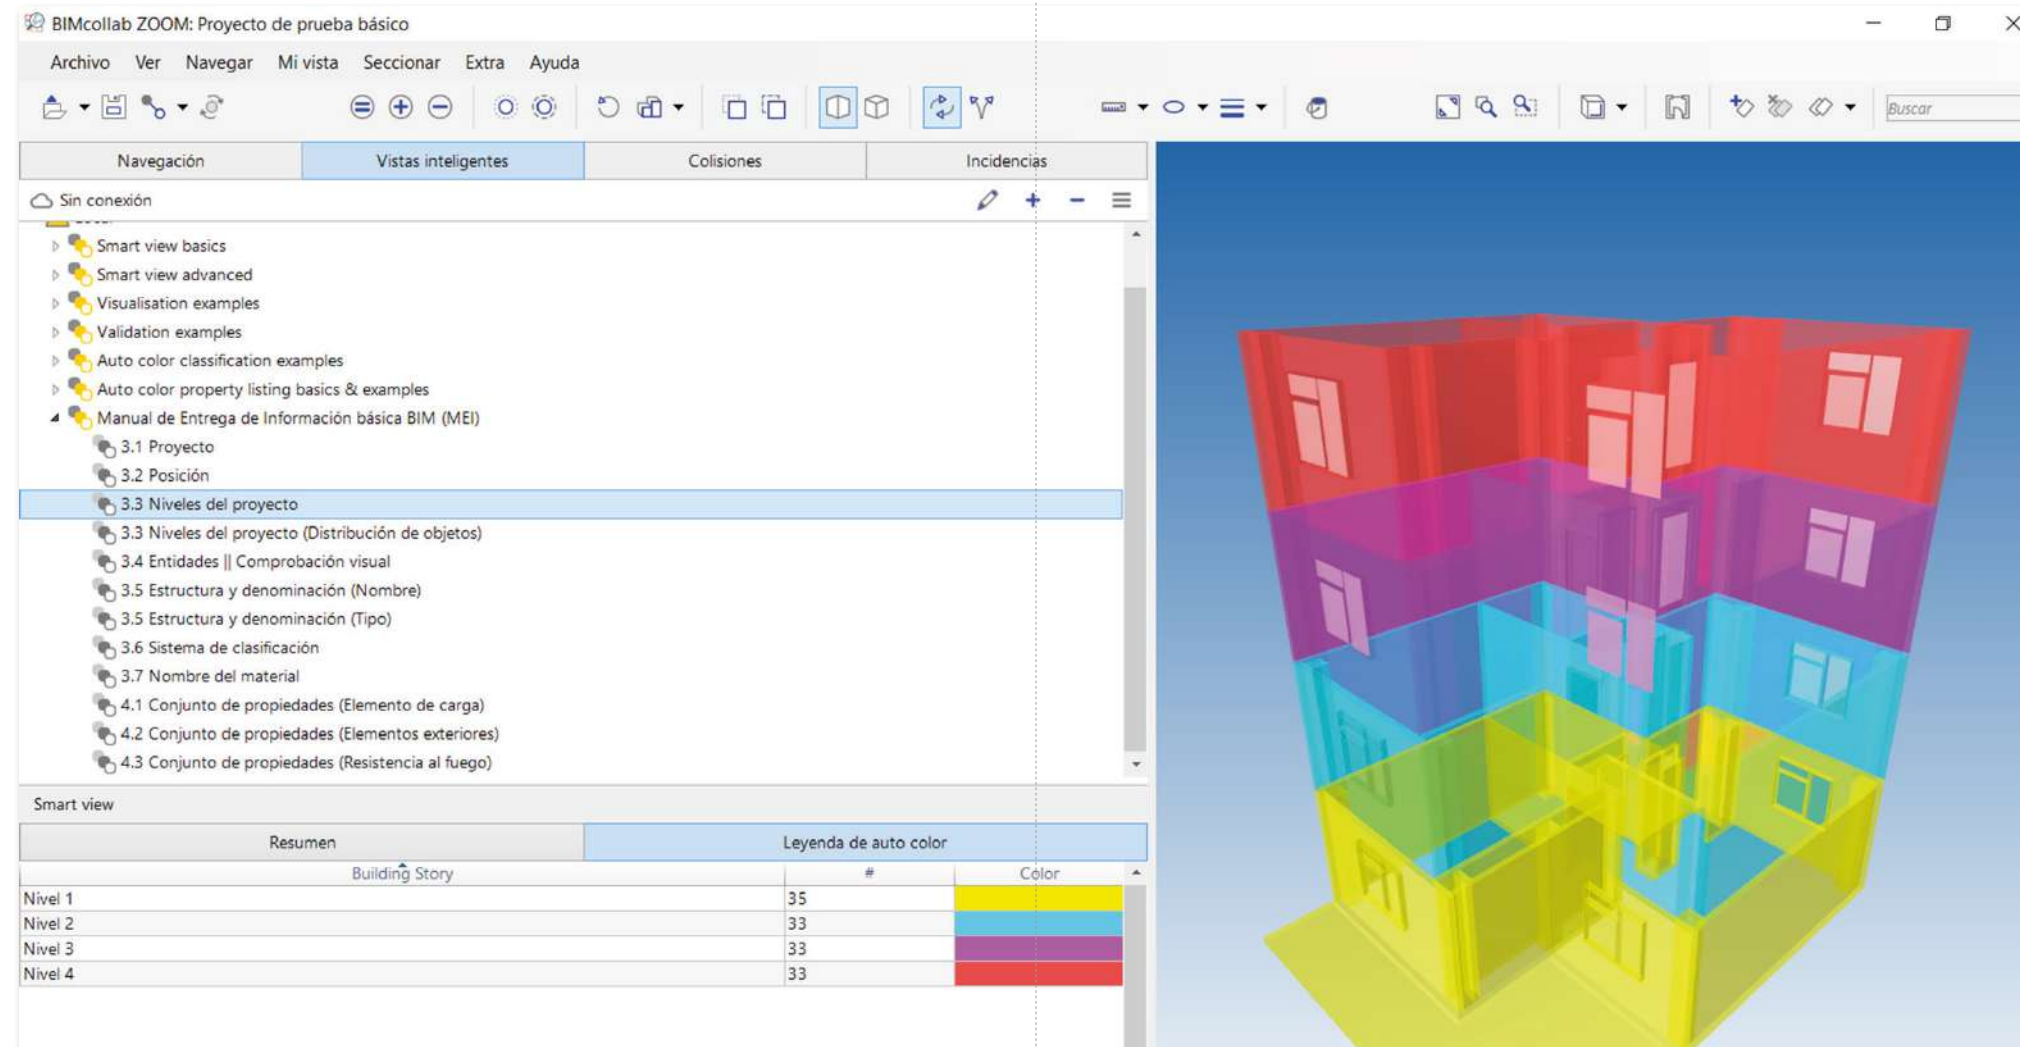 BIMcollab ZOOM: Proyecto de prueba básico
Archivo Ver Navegar Mi vista Seccionar Extra Ayuda
Buscar
Navegación Vistas inteligentes Colisiones Incidencias
Sin conexión
Smart view basics
Smart view advanced
Visualisation examples
Validation examples
Auto color classification examples
Auto color property listing basics & examples
Manual de Entrega de Información básica BIM (MEI)
3.1 Proyecto
3.2 Posición
3.3 Niveles del proyecto
3.3 Niveles del proyecto (Distribución de objetos)
3.4 Entidades || Comprobación visual
3.5 Estructura y denominación (Nombre)
3.5 Estructura y denominación (Tipo)
3.6 Sistema de clasificación
3.7 Nombre del material
4.1 Conjunto de propiedades (Elemento de carga)
4.2 Conjunto de propiedades (Elementos exteriores)
4.3 Conjunto de propiedades (Resistencia al fuego)
Smart view
Resumen Leyenda de auto color
Building Story # Color
Nivel 1 35
Nivel 2 33
Nivel 3 33
Nivel 4 33